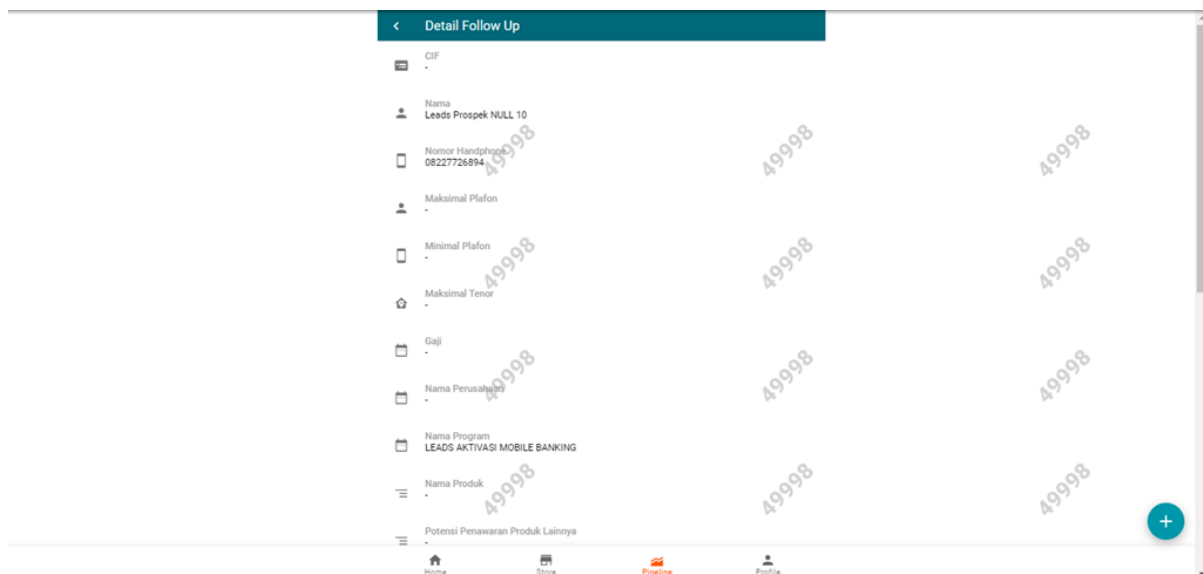 Detail Follow Up
CIF
-
Nama
Leads Prospek NULL 10
Nomor Handphone
08227726894
49998 49998 49998
Maksimal Plafon
-
Minimal Plafon
-
49998 49998 49998
Maksimal Tenor
-
Gaji
-
Nama Perusahaan
-
49998 49998 49998
Nama Program
LEADS AKTIVASI MOBILE BANKING
Nama Produk
-
49998 49998 49998
Potensi Penawaran Produk Lainnya
-
Home Store Pipeline Profile